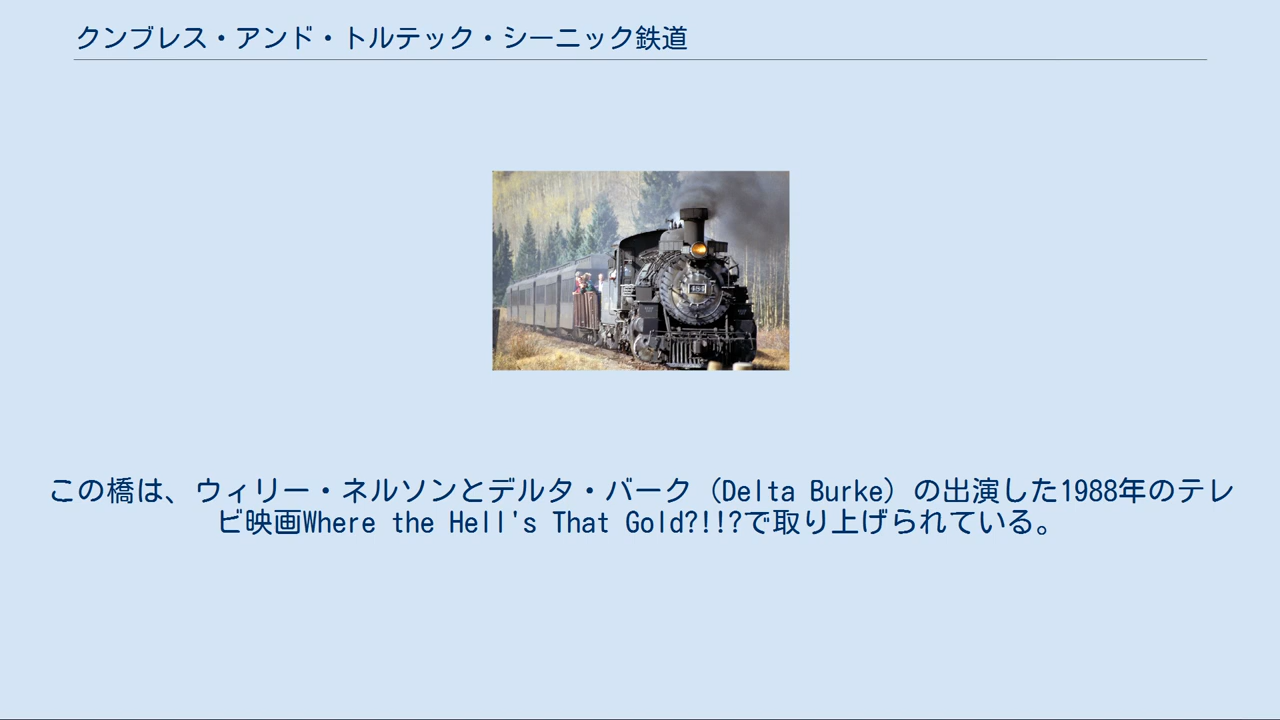 クンブレス・アンド・トルテック・シーニック鉄道
484
この橋は、ウィリー・ネルソンとデルタ・バーク（Delta Burke）の出演した1988年のテレ
ビ映画Where the Hell's That Gold?!!?で取り上げられている。